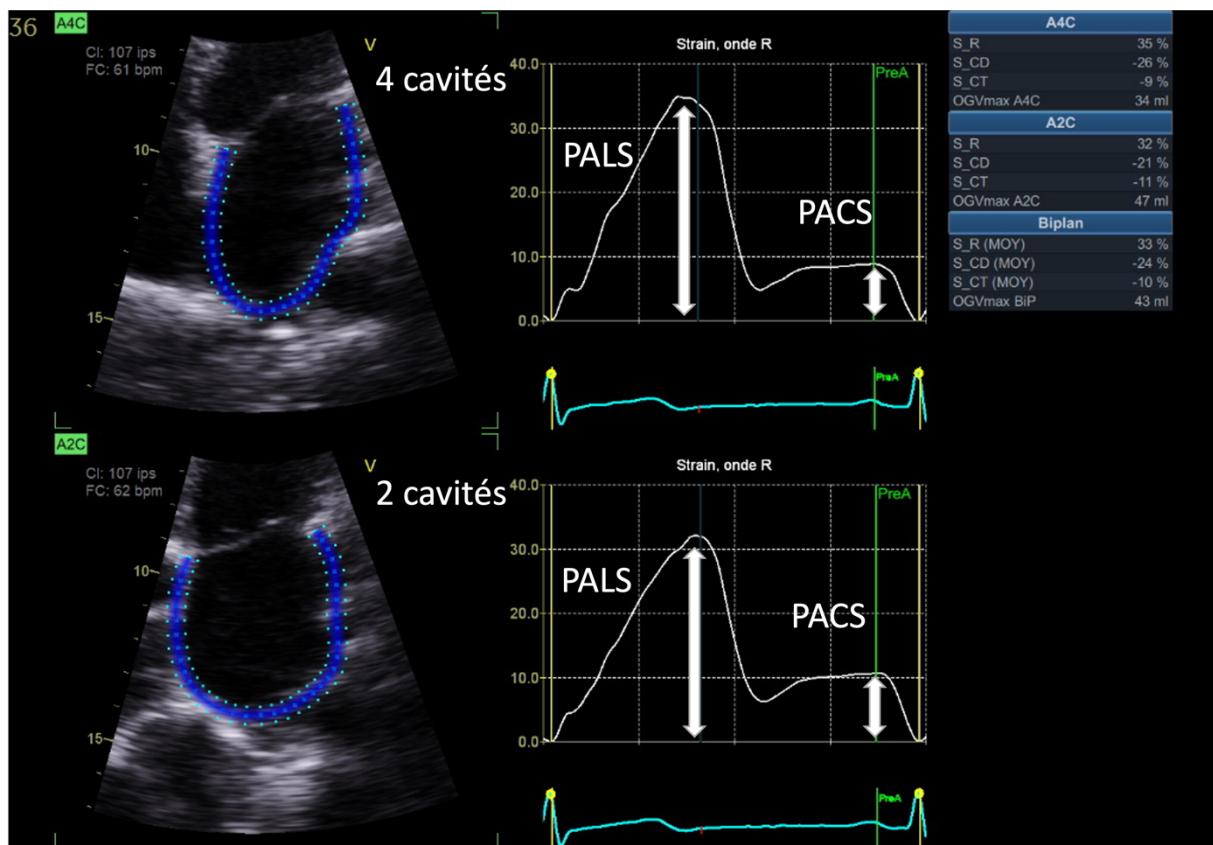 36
A4C
CI: 107 ips
FC: 61 bpm
V
4 cavités
10
15
Strain, onde R
40.0
30.0
20.0
10.0
0.0
PALS
PACS
PreA
PreA
A4C
S_R 35 %
S_CD -26 %
S_CT -9 %
OGVmax A4C 34 ml
A2C
S_R 32 %
S_CD -21 %
S_CT -11 %
OGVmax A2C 47 ml
Biplan
S_R (MOY) 33 %
S_CD (MOY) -24 %
S_CT (MOY) -10 %
OGVmax BiP 43 ml
A2C
CI: 107 ips
FC: 62 bpm
V
2 cavités
10
15
Strain, onde R
40.0
30.0
20.0
10.0
0.0
PALS
PACS
PreA
PreA